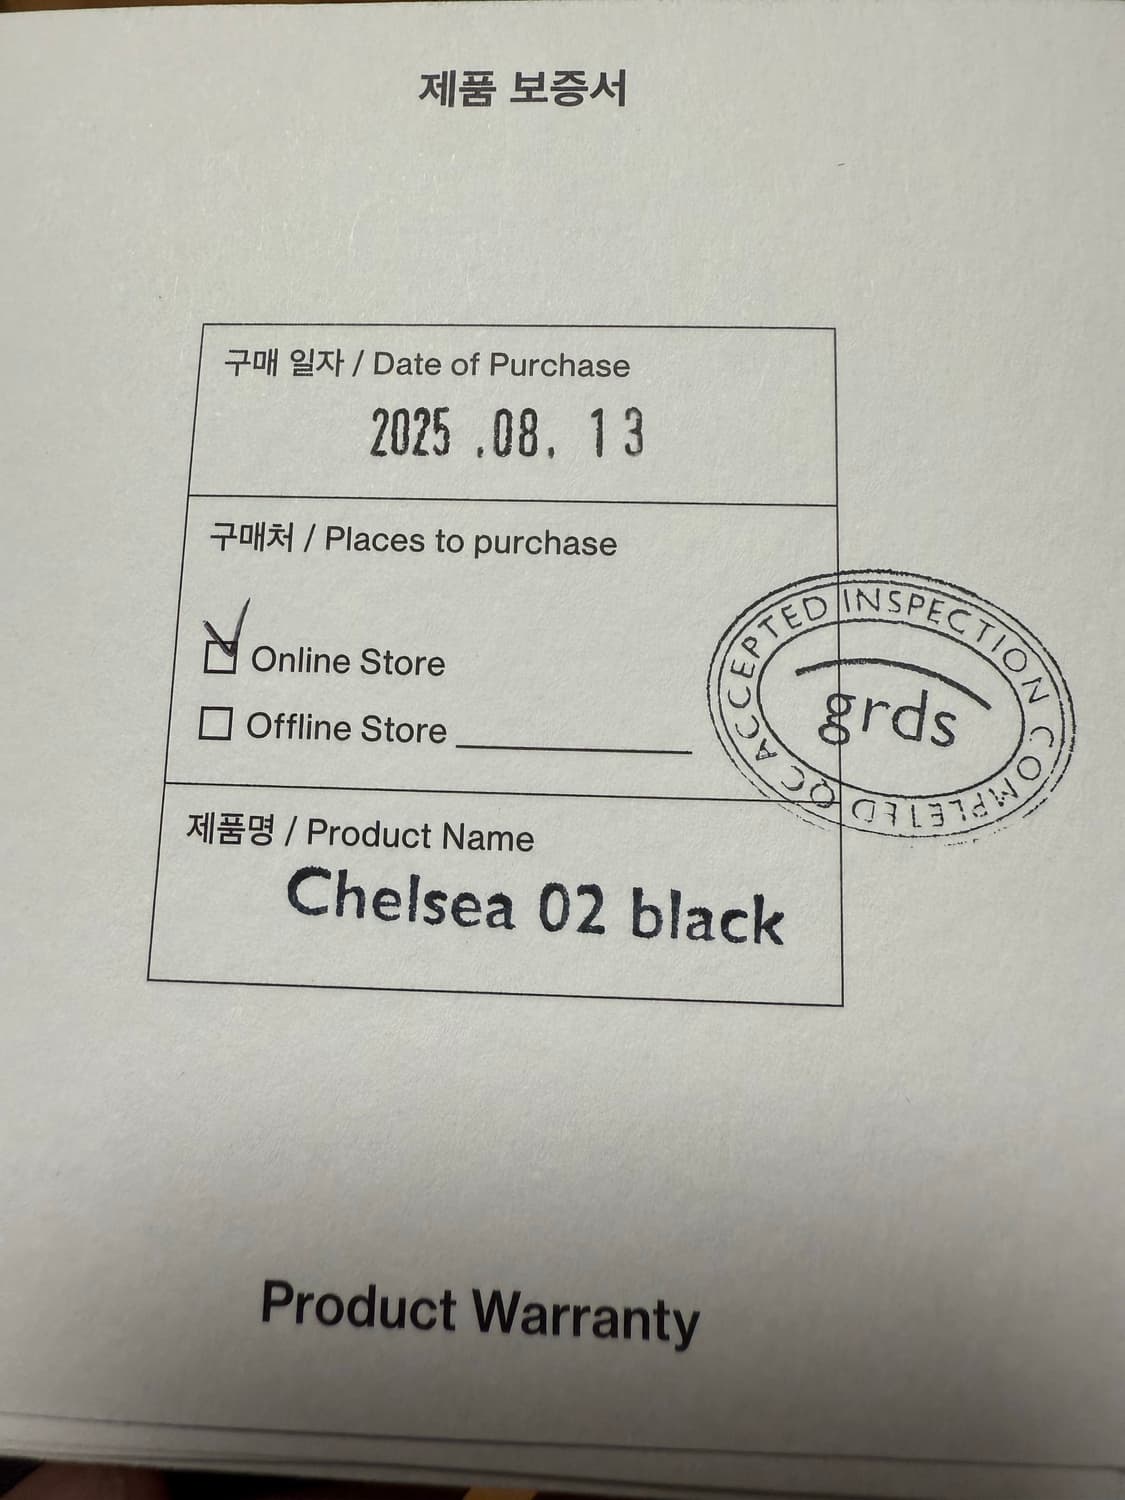 제품 보증서
구매 일자 / Date of Purchase
2025 .08. 13
구매처 / Places to purchase
Online Store
Offline Store
QC ACCEPTED INSPECTION COMPLETED
grds
제품명 / Product Name
Chelsea 02 black
Product Warranty